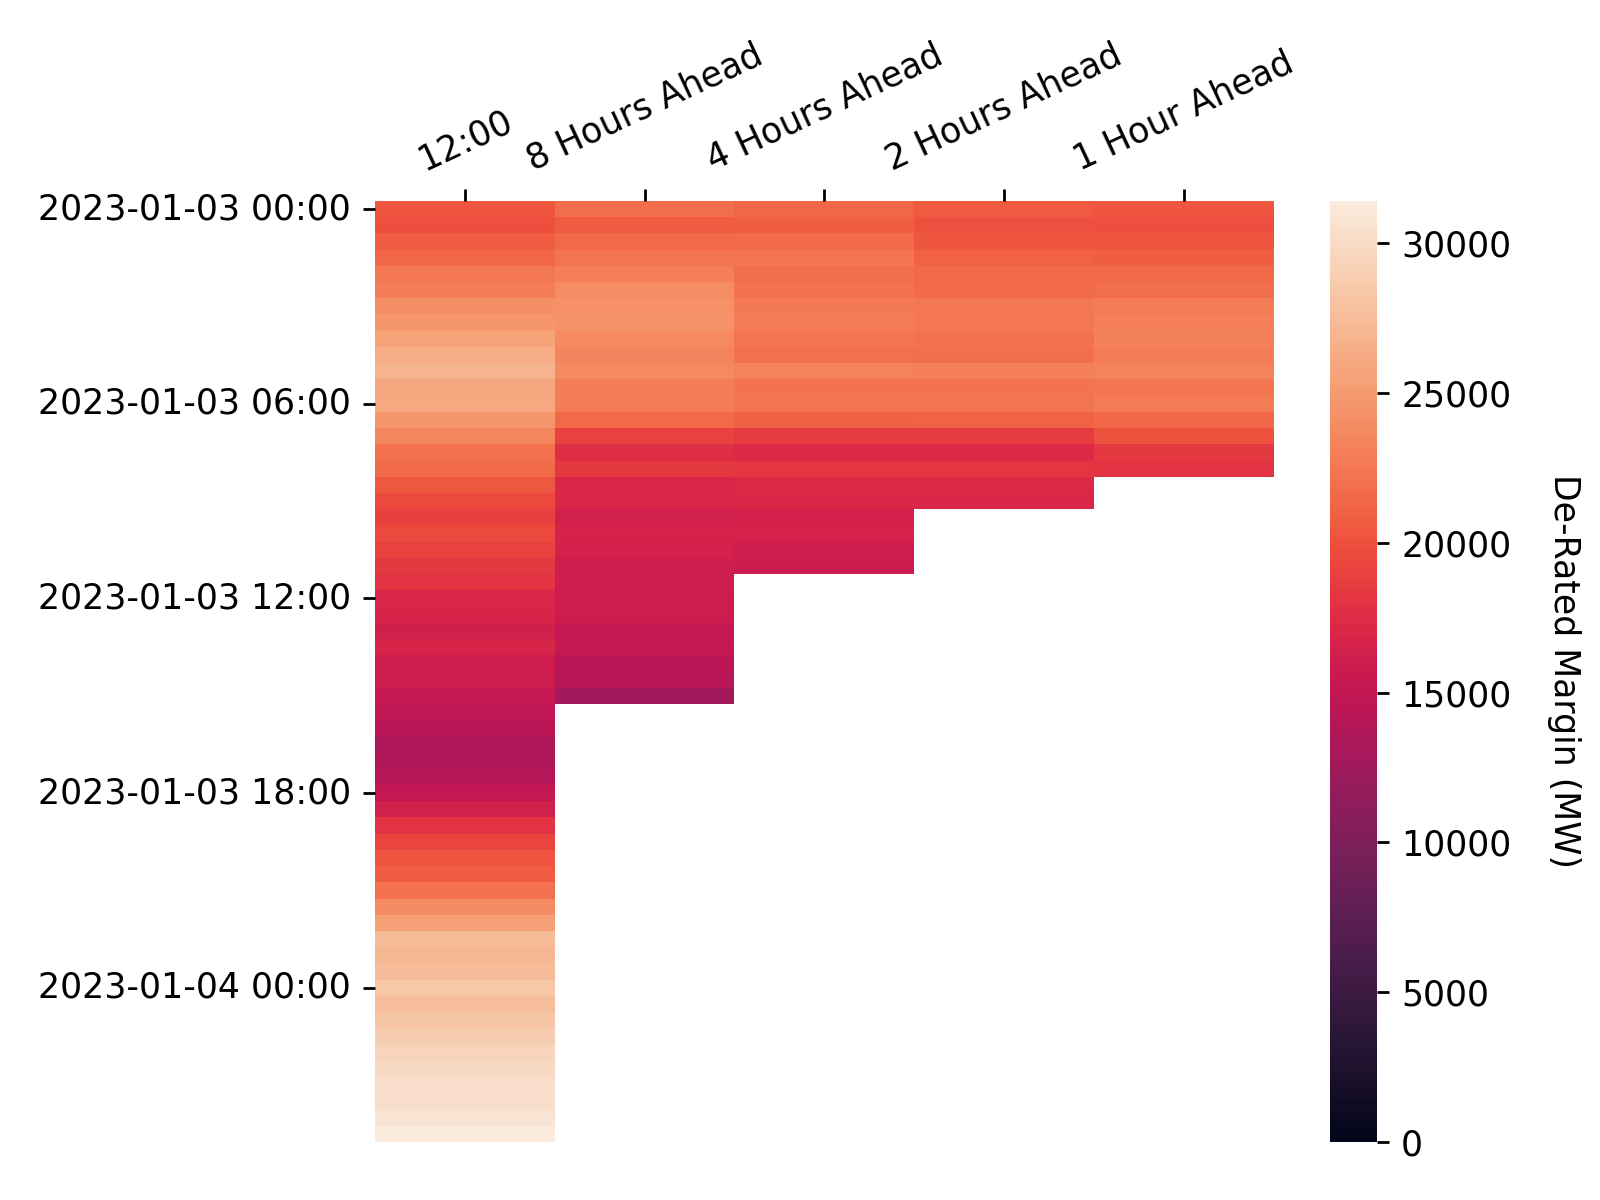 12:00
8 Hours Ahead
4 Hours Ahead
2 Hours Ahead
1 Hour Ahead
2023-01-03 00:00
2023-01-03 06:00
2023-01-03 12:00
2023-01-03 18:00
2023-01-04 00:00
30000
25000
20000
15000
10000
5000
0
De-Rated Margin (MW)